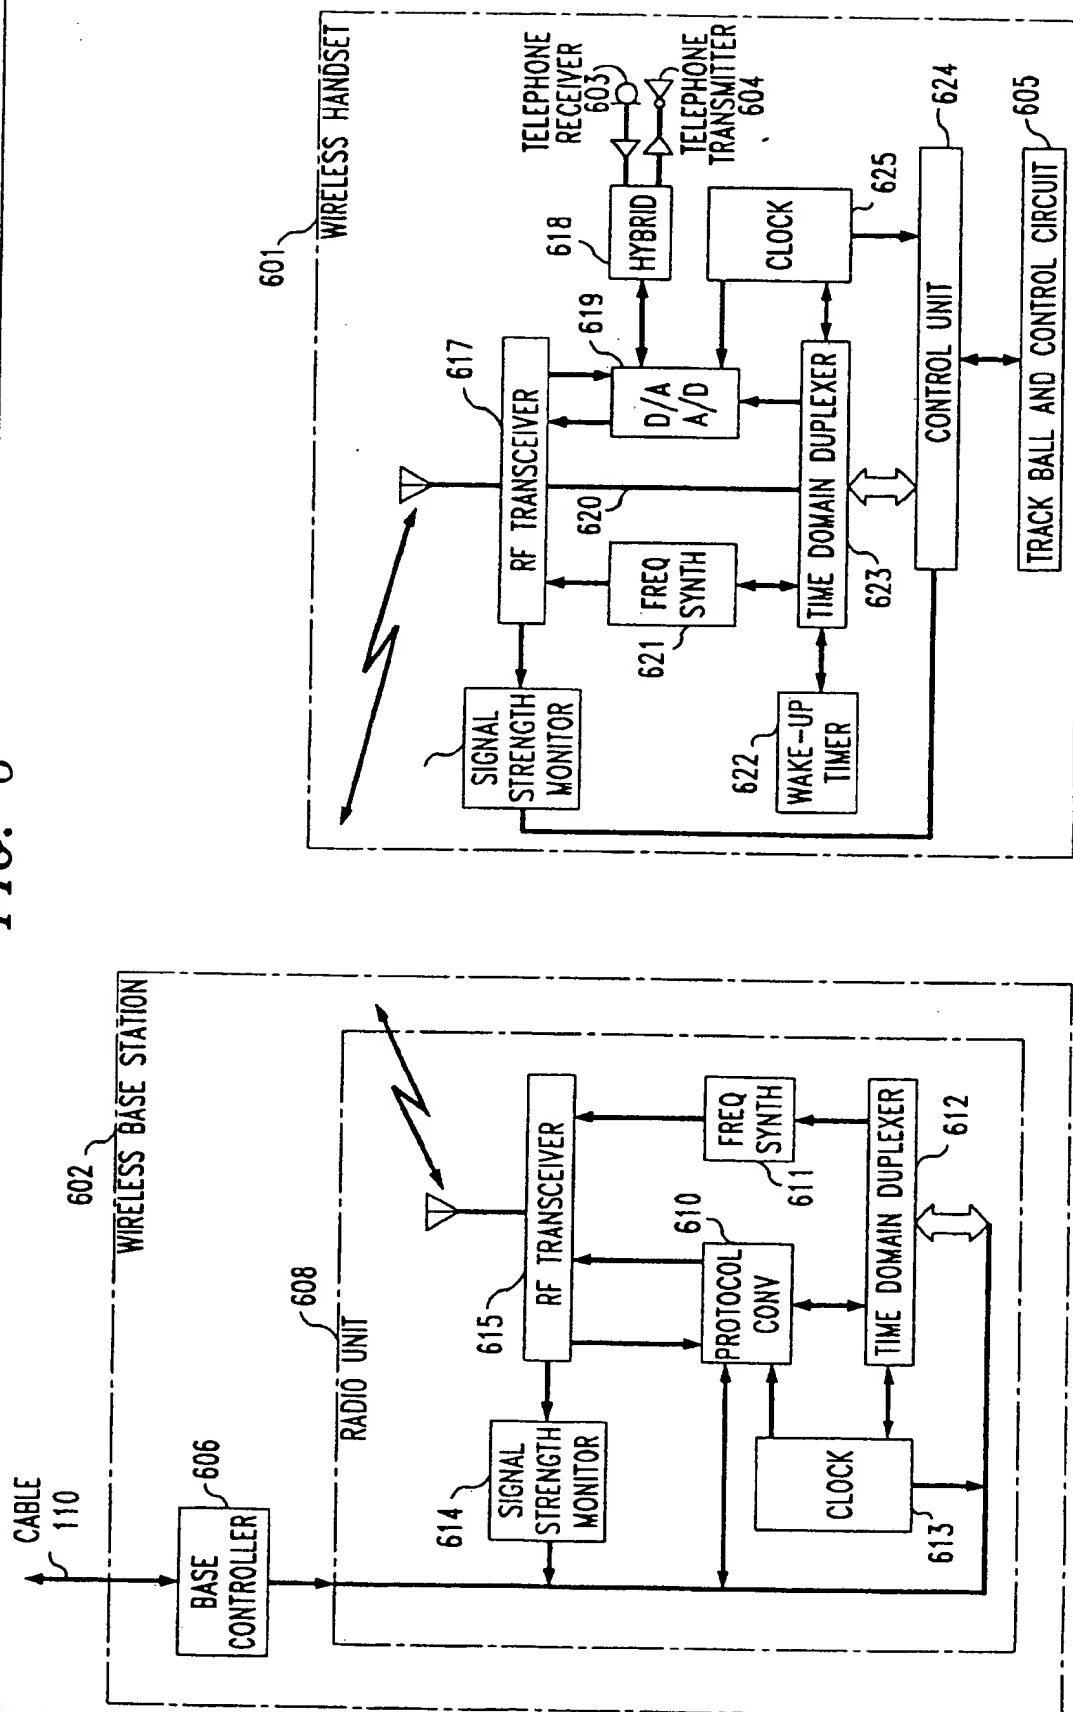 FIG. 6
CABLE
110
602
WIRELESS BASE STATION
606
BASE
CONTROLLER
608
RADIO UNIT
614
SIGNAL
STRENGTH
MONITOR
615
RF TRANSCEIVER
610
PROTOCOL
CONV
611
FREQ
SYNTH
613
CLOCK
TIME DOMAIN DUPLEXER
612
601
WIRELESS HANDSET
SIGNAL
STRENGTH
MONITOR
617
RF TRANSCEIVER
TELEPHONE
RECEIVER
603
TELEPHONE
TRANSMITTER
604
618
HYBRID
619
D/A
A/D
620
621
FREQ
SYNTH
CLOCK
625
622
WAKE-UP
TIMER
TIME DOMAIN DUPLEXER
623
CONTROL UNIT
624
TRACK BALL AND CONTROL CIRCUIT
605